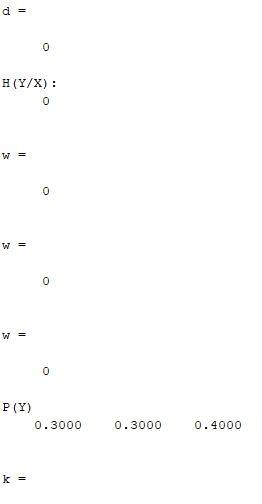 d =
0
H(Y/X):
0
w =
0
w =
0
w =
0
P(Y)
0.3000 0.3000 0.4000
k =